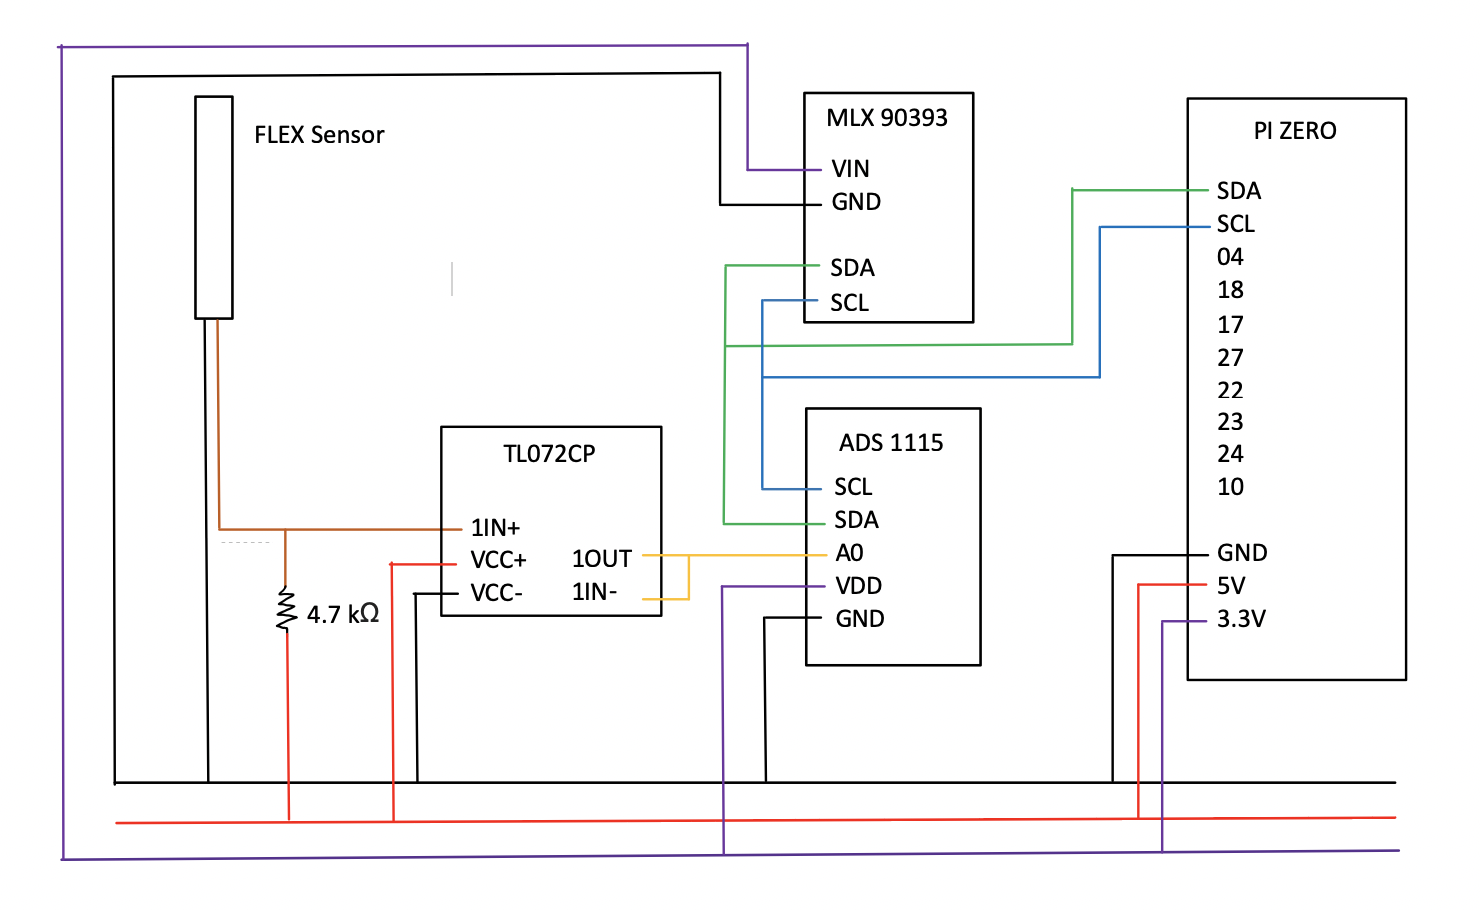 FLEX Sensor
MLX 90393
VIN
GND
SDA
SCL
PI ZERO
SDA
SCL
04
18
17
27
22
23
24
10
GND
5V
3.3V
TL072CP
1IN+
VCC+
VCC-
1OUT
1IN-
4.7 kΩ
ADS 1115
SCL
SDA
A0
VDD
GND